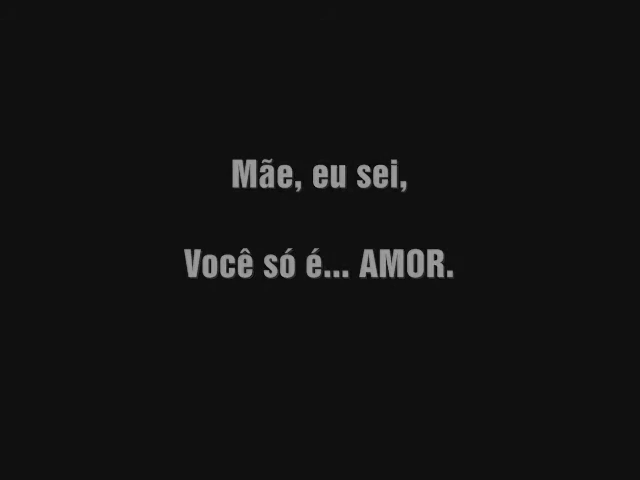 Mãe, eu sei,
Você só é... AMOR.